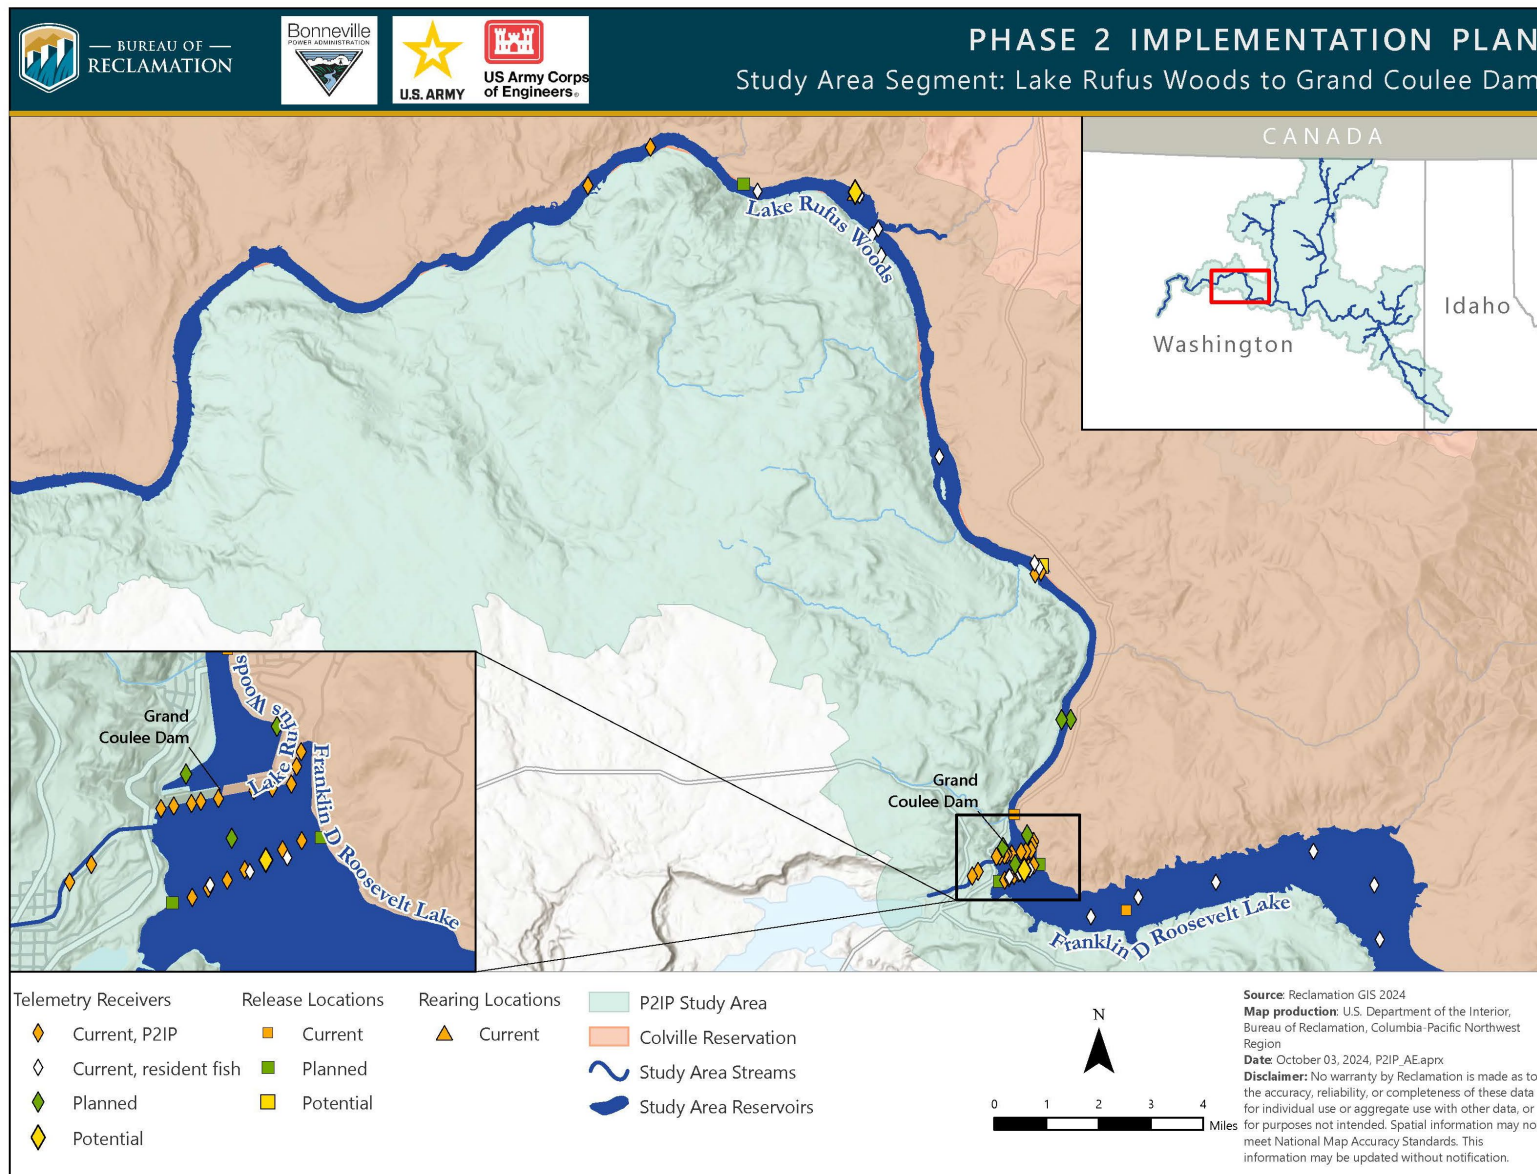 BUREAU OF
RECLAMATION
Bonneville
POWER ADMINISTRATION
U.S. ARMY
US Army Corps
of Engineers®
PHASE 2 IMPLEMENTATION PLAN
Study Area Segment: Lake Rufus Woods to Grand Coulee Dam
CANADA
Washington
Idaho
Lake Rufus Woods
Grand
Coulee Dam
Franklin D Roosevelt Lake
Grand
Coulee Dam
Lake Rufus Woods
Franklin D Roosevelt Lake
Telemetry Receivers
Current, P2IP
Current, resident fish
Planned
Potential
Release Locations
Current
Planned
Potential
Rearing Locations
Current
P2IP Study Area
Colville Reservation
Study Area Streams
Study Area Reservoirs
N
0 1 2 3 4
Miles
Source: Reclamation GIS 2024
Map production: U.S. Department of the Interior,
Bureau of Reclamation, Columbia-Pacific Northwest
Region
Date: October 03, 2024, P2IP_AE.aprx
Disclaimer: No warranty by Reclamation is made as to
the accuracy, reliability, or completeness of these data
for individual use or aggregate use with other data, or
for purposes not intended. Spatial information may no
meet National Map Accuracy Standards. This
information may be updated without notification.